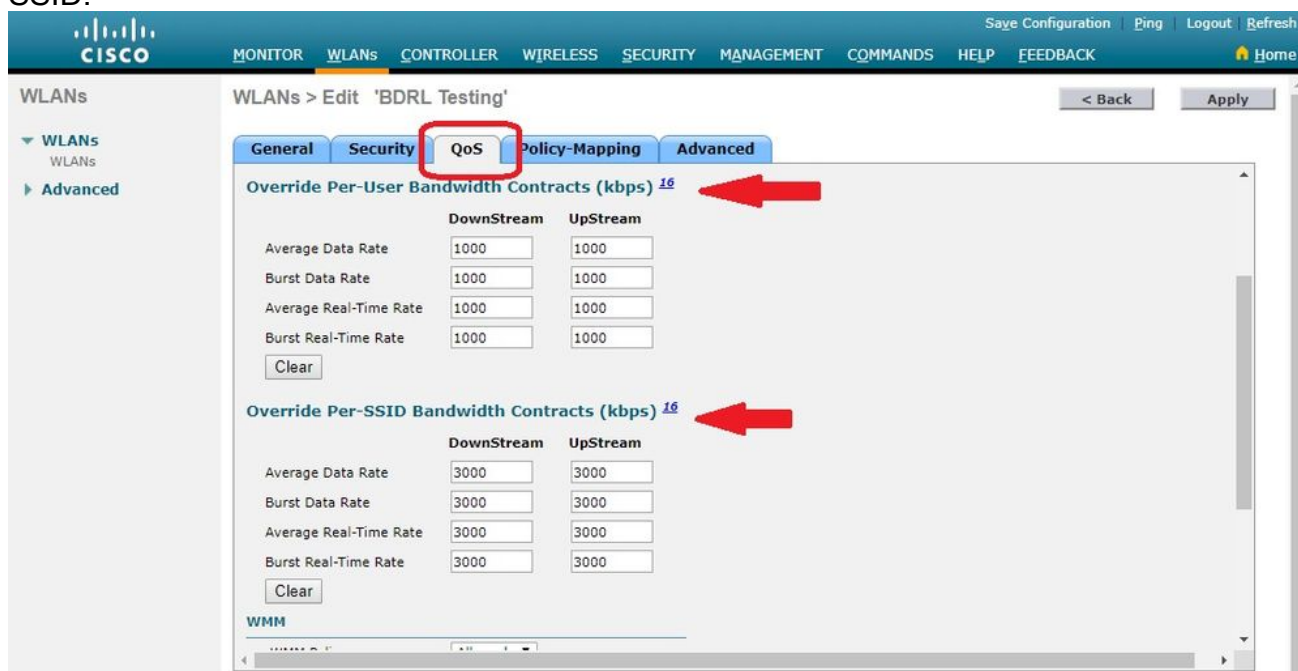 SSID:
Save Configuration Ping Logout Refresh
CISCO
MONITOR WLANs CONTROLLER WIRELESS SECURITY MANAGEMENT COMMANDS HELP FEEDBACK Home
WLANs
WLANs > Edit 'BDRL Testing'
< Back Apply
WLANs
WLANs
Advanced
General Security QoS Policy-Mapping Advanced
Override Per-User Bandwidth Contracts (kbps) 16
DownStream UpStream
Average Data Rate 1000 1000
Burst Data Rate 1000 1000
Average Real-Time Rate 1000 1000
Burst Real-Time Rate 1000 1000
Clear
Override Per-SSID Bandwidth Contracts (kbps) 16
DownStream UpStream
Average Data Rate 3000 3000
Burst Data Rate 3000 3000
Average Real-Time Rate 3000 3000
Burst Real-Time Rate 3000 3000
Clear
WMM